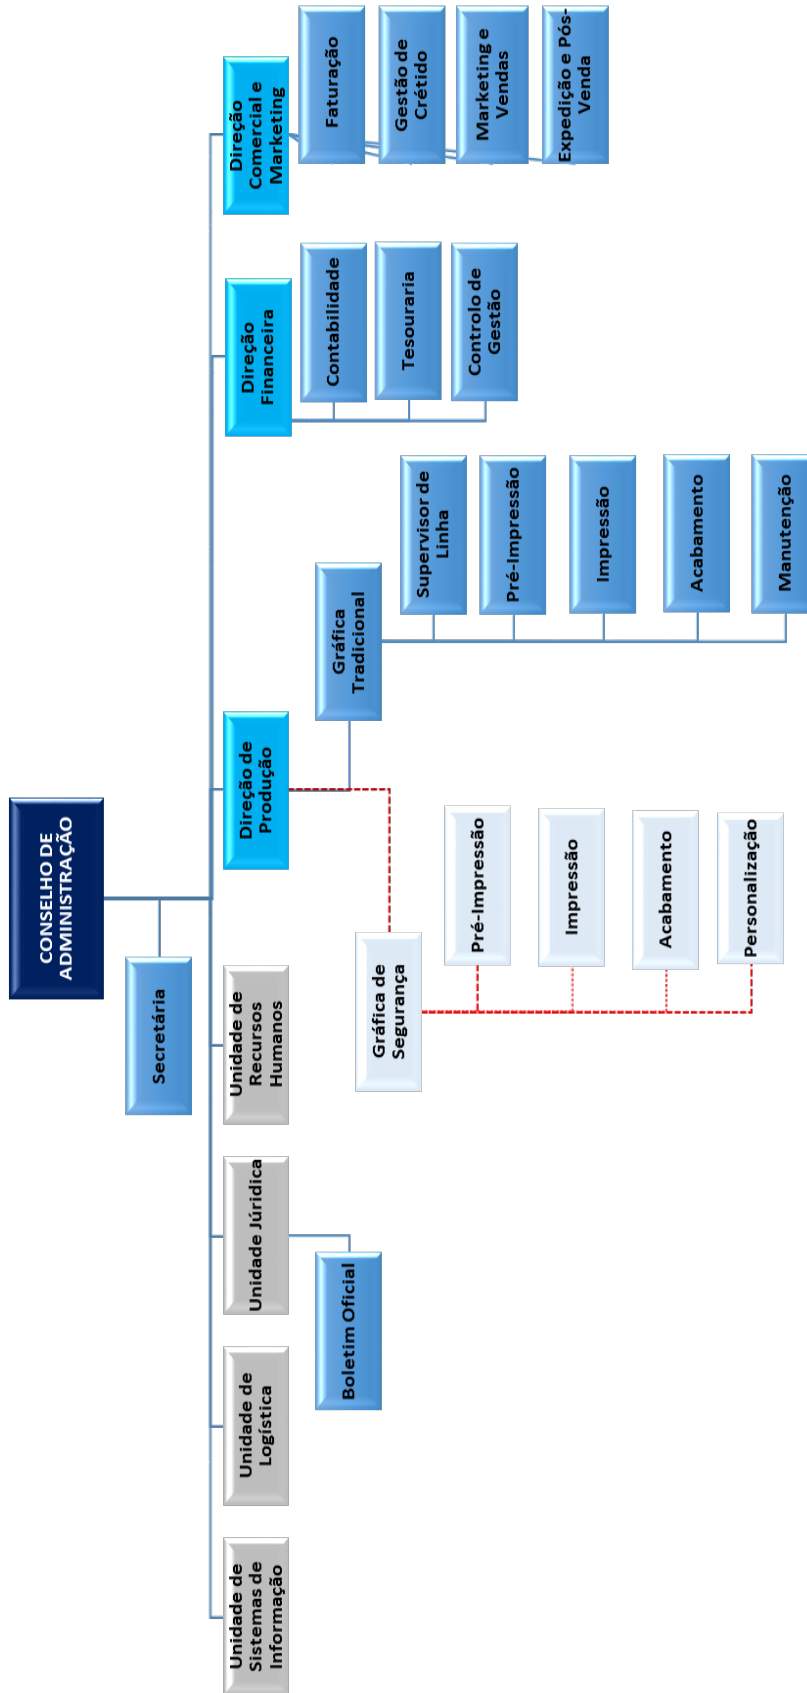 CONSELHO DE
ADMINISTRAÇÃO
Secretária
Unidade de
Sistemas de
Informação
Unidade de
Logística
Unidade Júridica
Unidade de
Recursos
Humanos
Direção de
Produção
Direção
Financeira
Direção
Comercial e
Marketing
Boletim Oficial
Gráfica de
Segurança
Pré-Impressão
Impressão
Acabamento
Personalização
Gráfica
Tradicional
Supervisor de
Linha
Pré-Impressão
Impressão
Acabamento
Manutenção
Contabilidade
Tesouraria
Controlo de
Gestão
Faturação
Gestão de
Crétido
Marketing e
Vendas
Expedição e Pós-
Venda